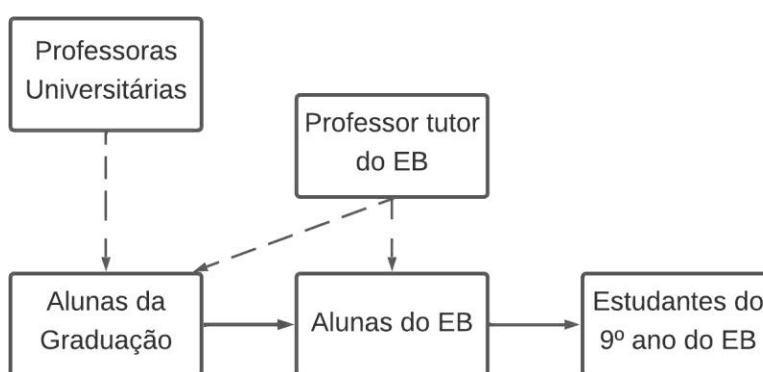 Professoras
Universitárias
Professor tutor
do EB
Alunas da
Graduação
Alunas do EB
Estudantes do
9º ano do EB